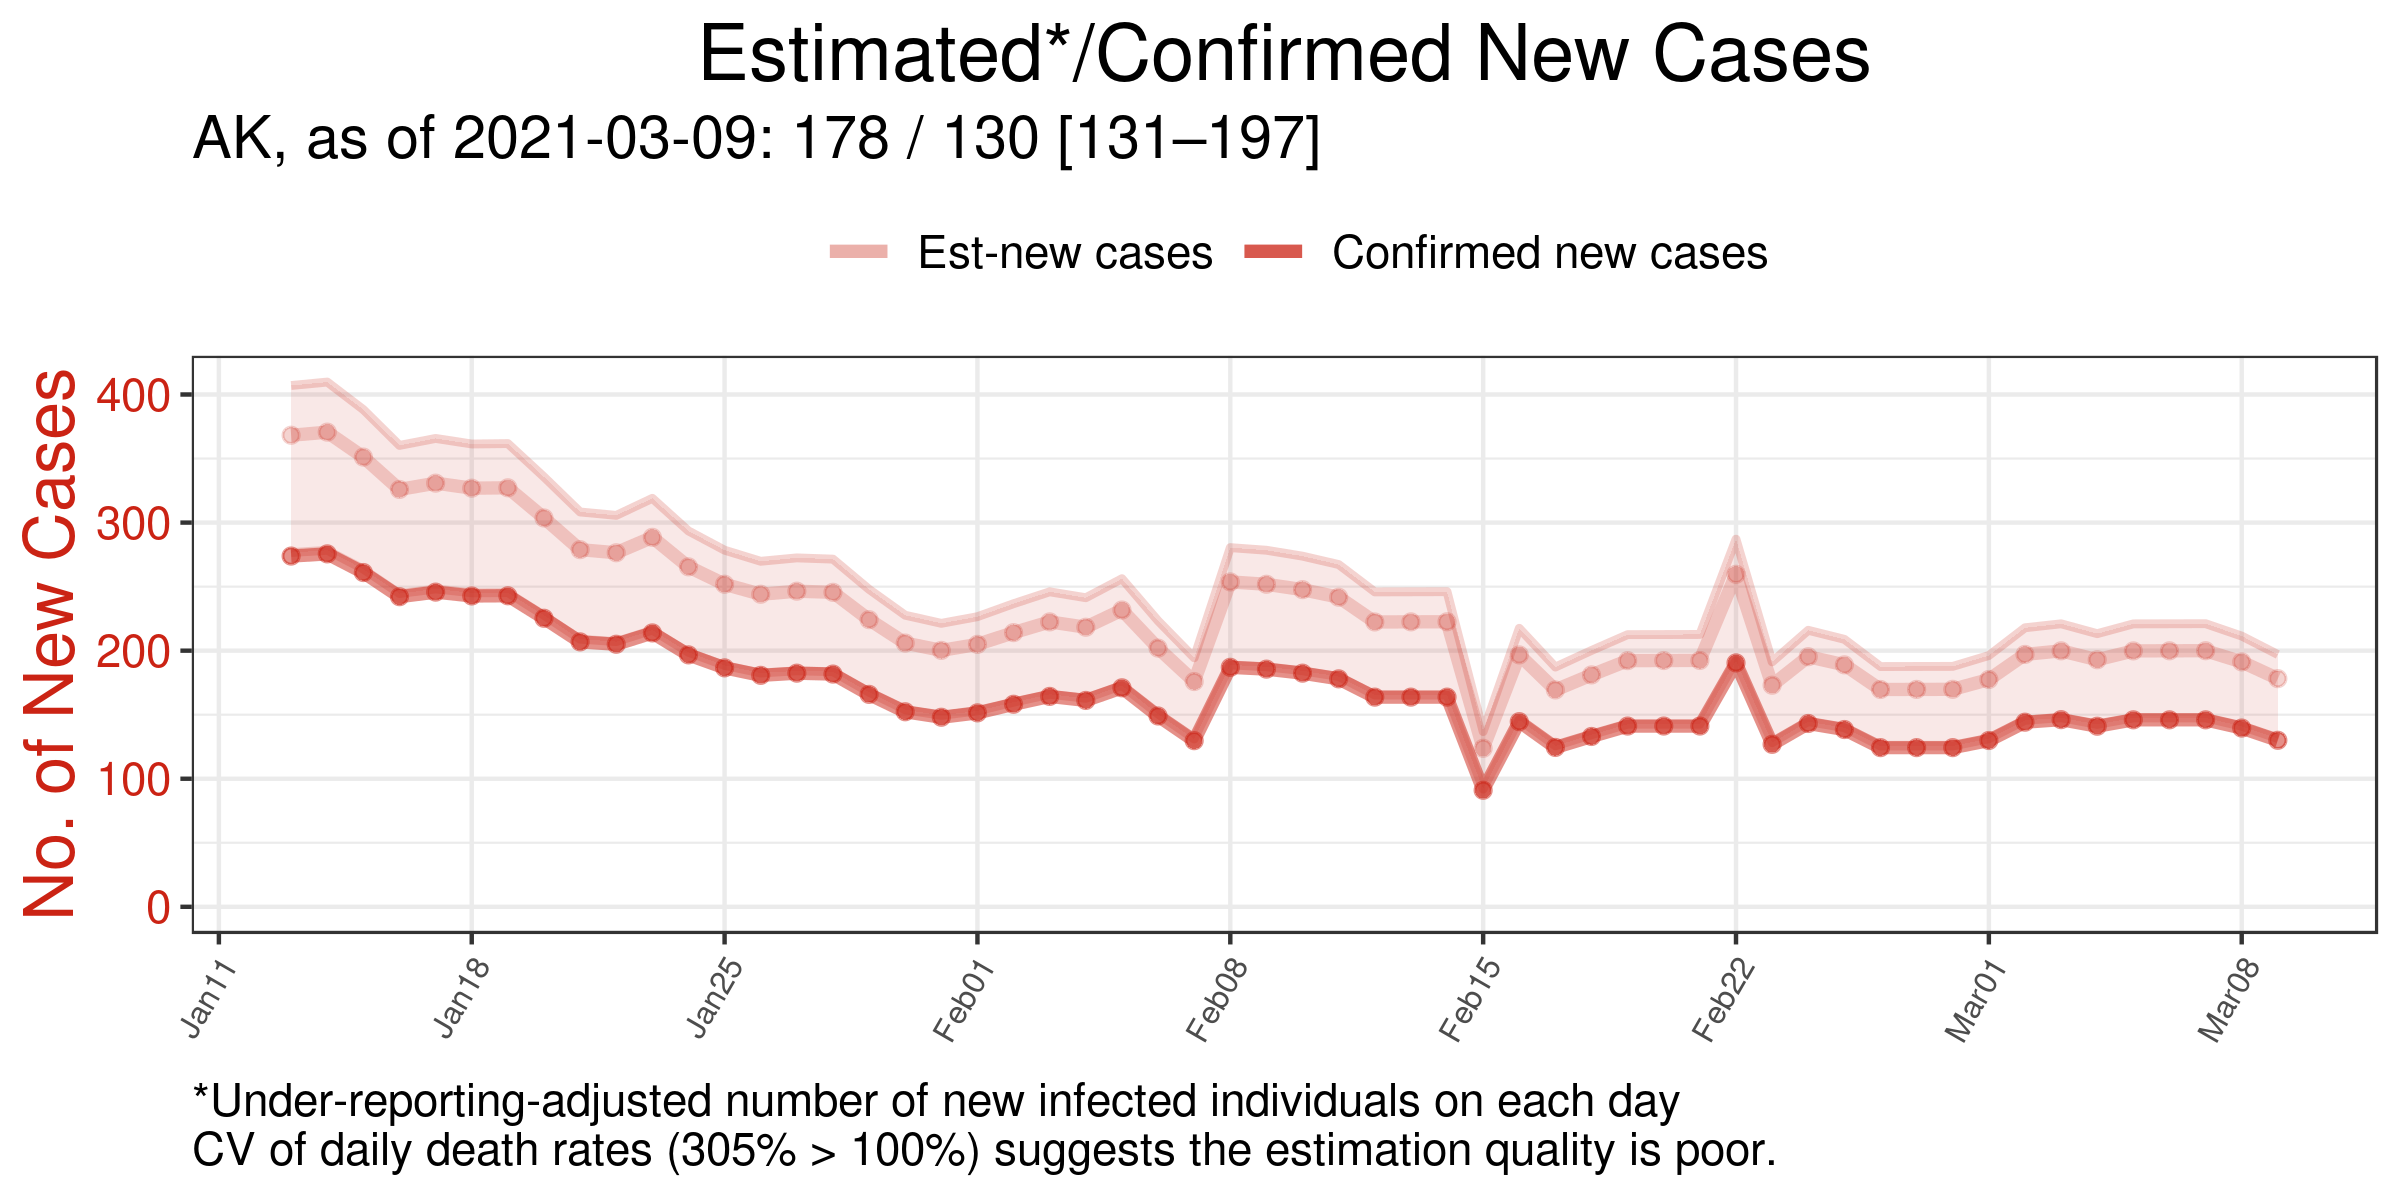 Estimated*/Confirmed New Cases
AK, as of 2021-03-09: 178 / 130 [131–197]
Est-new cases
Confirmed new cases
No. of New Cases
400
300
200
100
0
Jan11
Jan18
Jan25
Feb01
Feb08
Feb15
Feb22
Mar01
Mar08
*Under-reporting-adjusted number of new infected individuals on each day
CV of daily death rates (305% > 100%) suggests the estimation quality is poor.